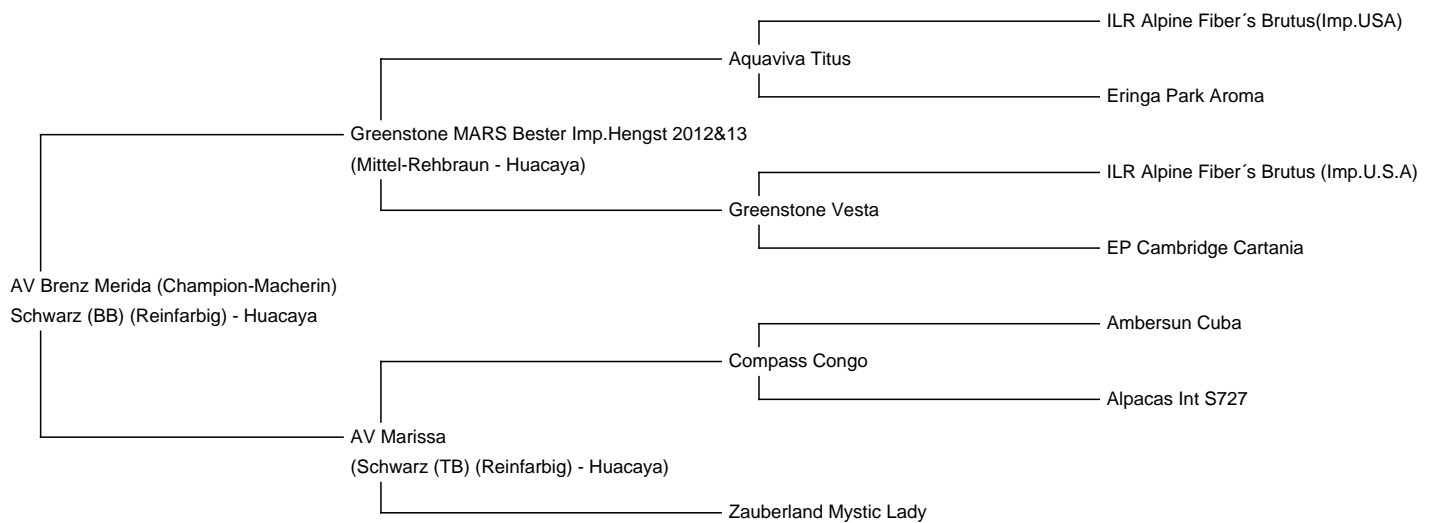 ILR Alpine Fiber´s Brutus(Imp.USA)
Aquaviva Titus
Eringa Park Aroma
Greenstone MARS Bester Imp.Hengst 2012&13
(Mittel-Rehbraun - Huacaya)
ILR Alpine Fiber´s Brutus (Imp.U.S.A)
Greenstone Vesta
EP Cambridge Cartania
AV Brenz Merida (Champion-Macherin)
Schwarz (BB) (Reinfarbig) - Huacaya
Ambersun Cuba
Compass Congo
Alpacas Int S727
AV Marissa
(Schwarz (TB) (Reinfarbig) - Huacaya)
Zauberland Mystic Lady